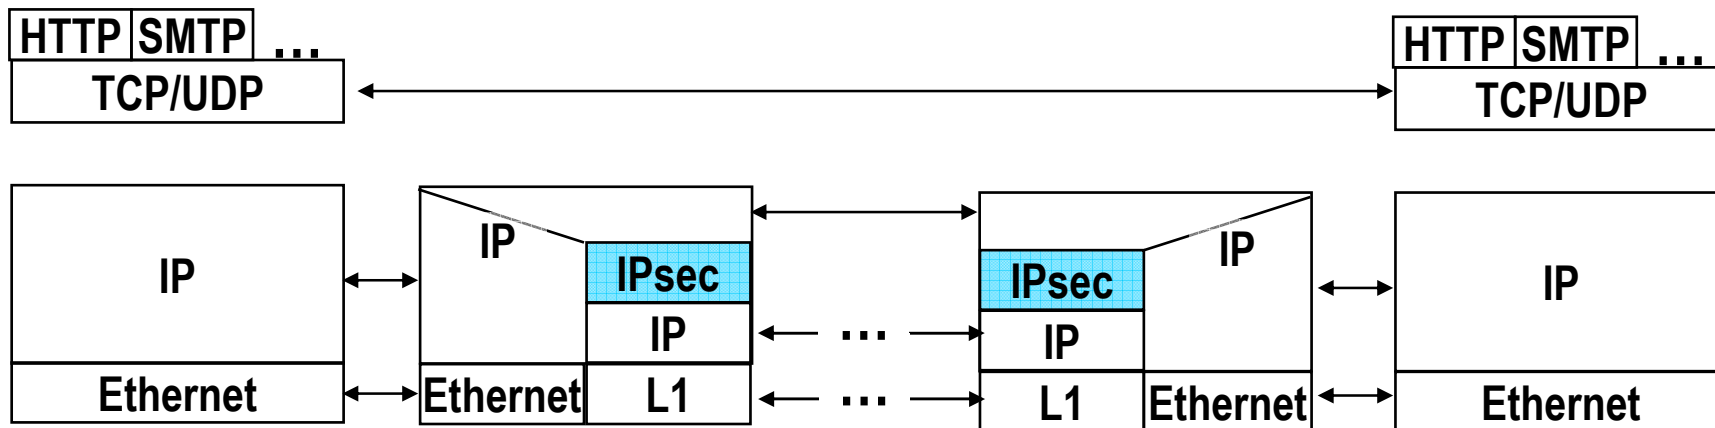 HTTP SMTP ...
TCP/UDP
HTTP SMTP ...
TCP/UDP
IP
IP
IPsec
IP
...
IPsec
IP
IP
IP
Ethernet
Ethernet
L1
...
L1
Ethernet
Ethernet